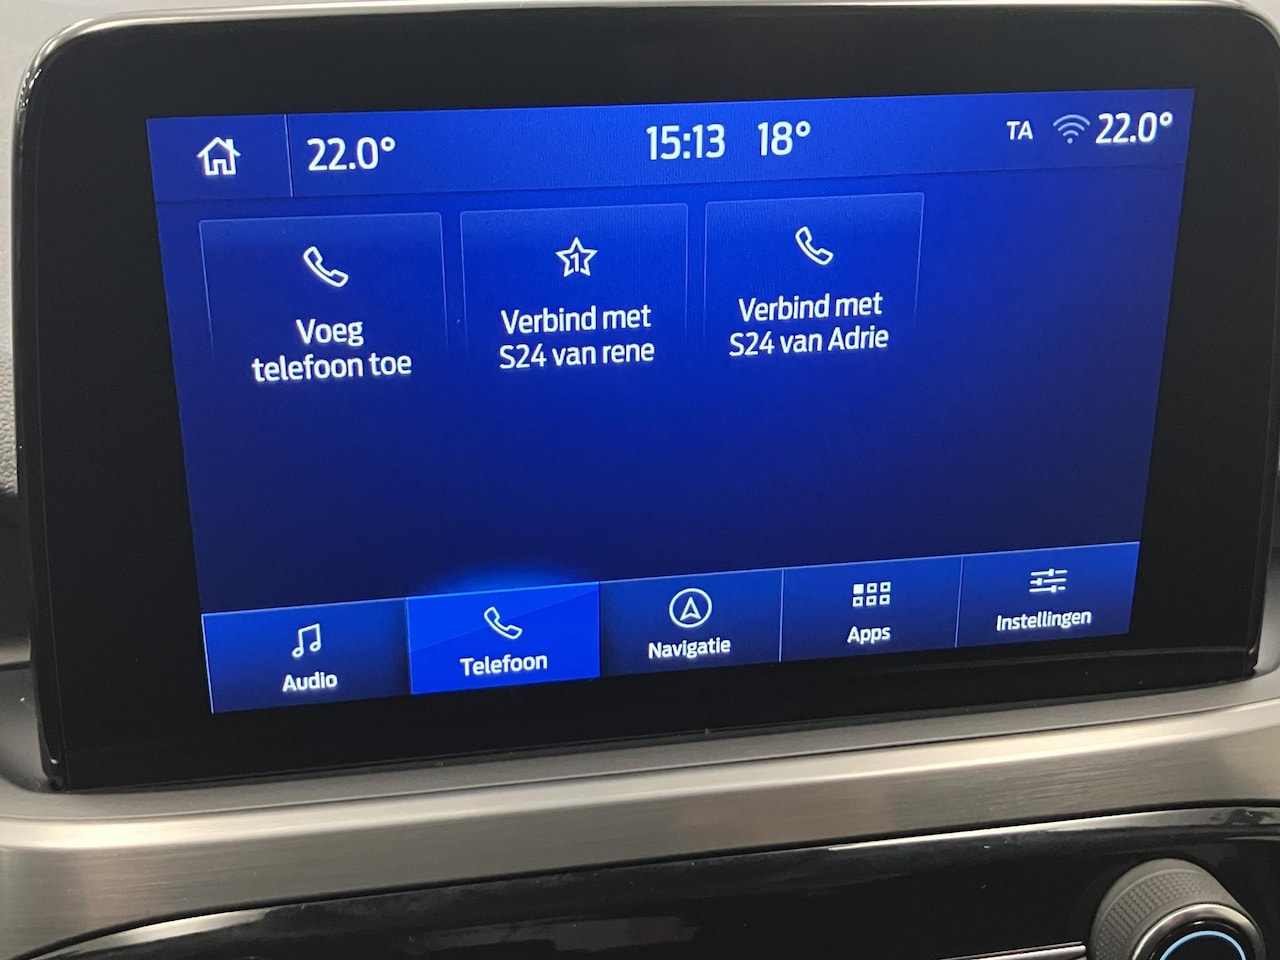 22.0° 15:13 18° TA 22.0°
1
Voeg
telefoon toe
Verbind met
S24 van rene
Verbind met
S24 van Adrie
Audio
Telefoon
Navigatie
Apps
Instellingen